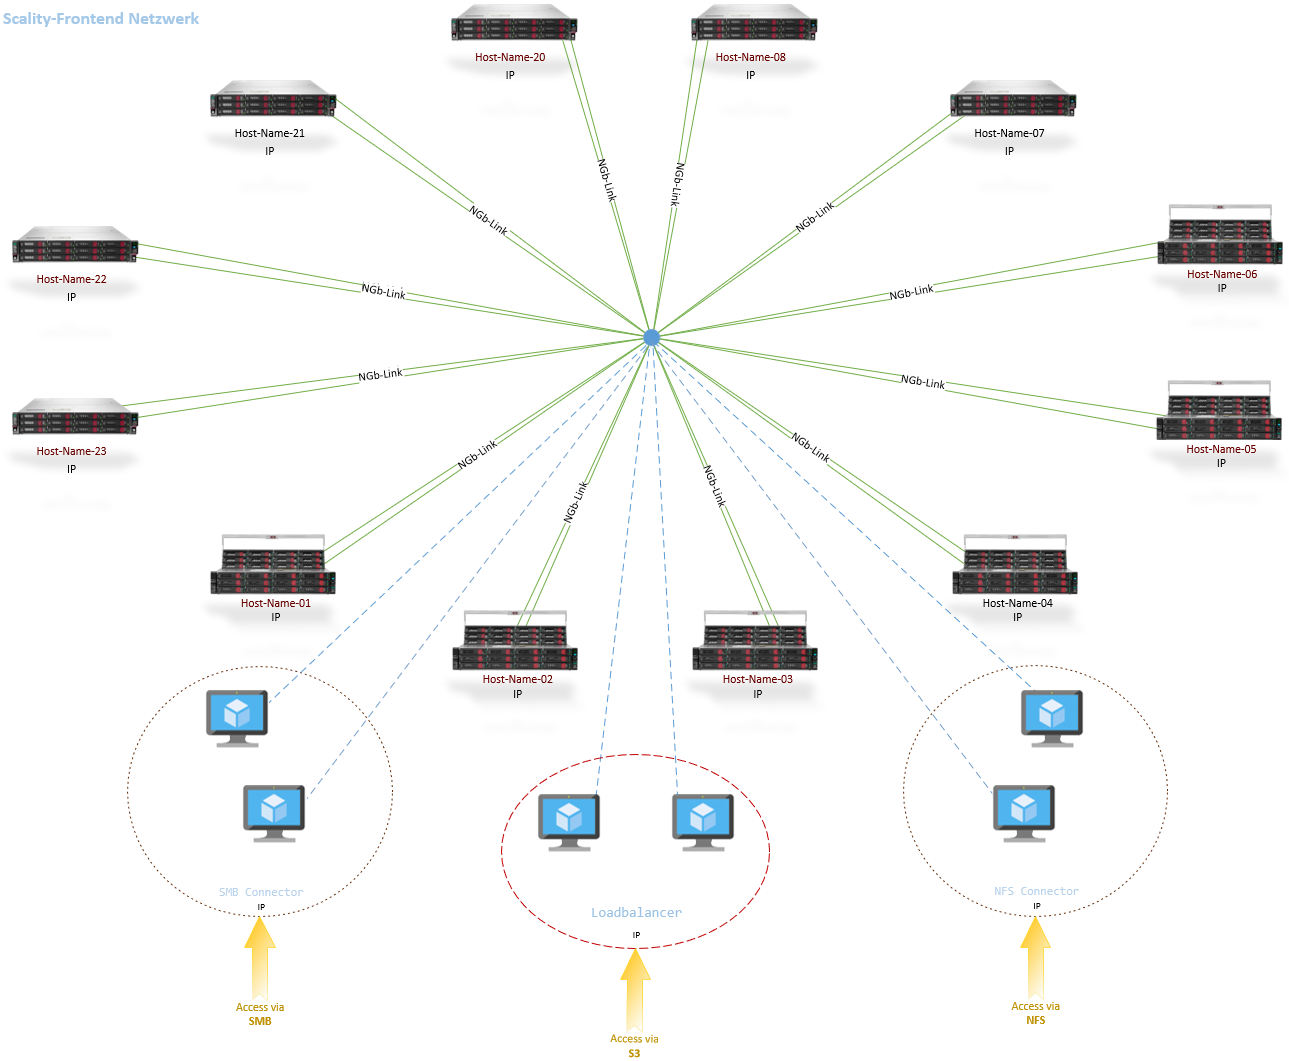 Scality-Frontend Netzwerk
Host-Name-20
IP
Host-Name-08
IP
Host-Name-21
IP
Host-Name-07
IP
NGb-Link
NGb-Link
NGb-Link
NGb-Link
Host-Name-22
IP
Host-Name-06
IP
NGb-Link
NGb-Link
NGb-Link
NGb-Link
Host-Name-23
IP
Host-Name-05
IP
NGb-Link
NGb-Link
NGb-Link
NGb-Link
Host-Name-01
IP
Host-Name-04
IP
Host-Name-02
IP
Host-Name-03
IP
SMB Connector
IP
Loadbalancer
IP
NFS Connector
IP
Access via
SMB
Access via
S3
Access via
NFS